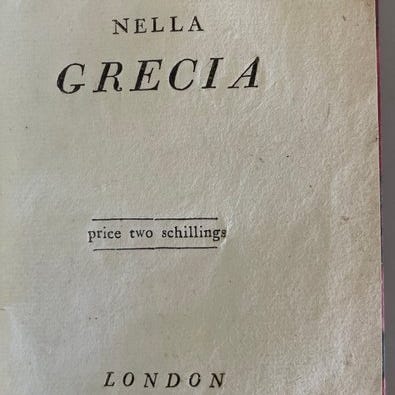 NELLA
GRECIA
price two schillings
LONDON